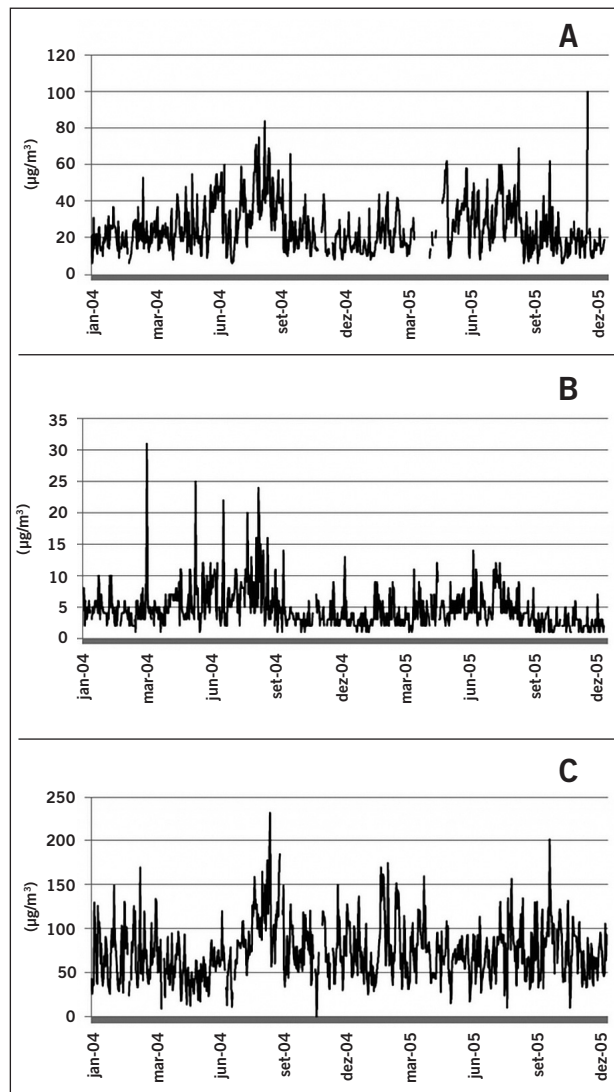 A
120
100
80
60
40
20
0
(µg/m³)
jan-04
mar-04
jun-04
set-04
dez-04
mar-05
jun-05
set-05
dez-05
B
35
30
25
20
15
10
5
0
(µg/m³)
jan-04
mar-04
jun-04
set-04
dez-04
mar-05
jun-05
set-05
dez-05
C
250
200
150
100
50
0
(µg/m³)
jan-04
mar-04
jun-04
set-04
dez-04
mar-05
jun-05
set-05
dez-05